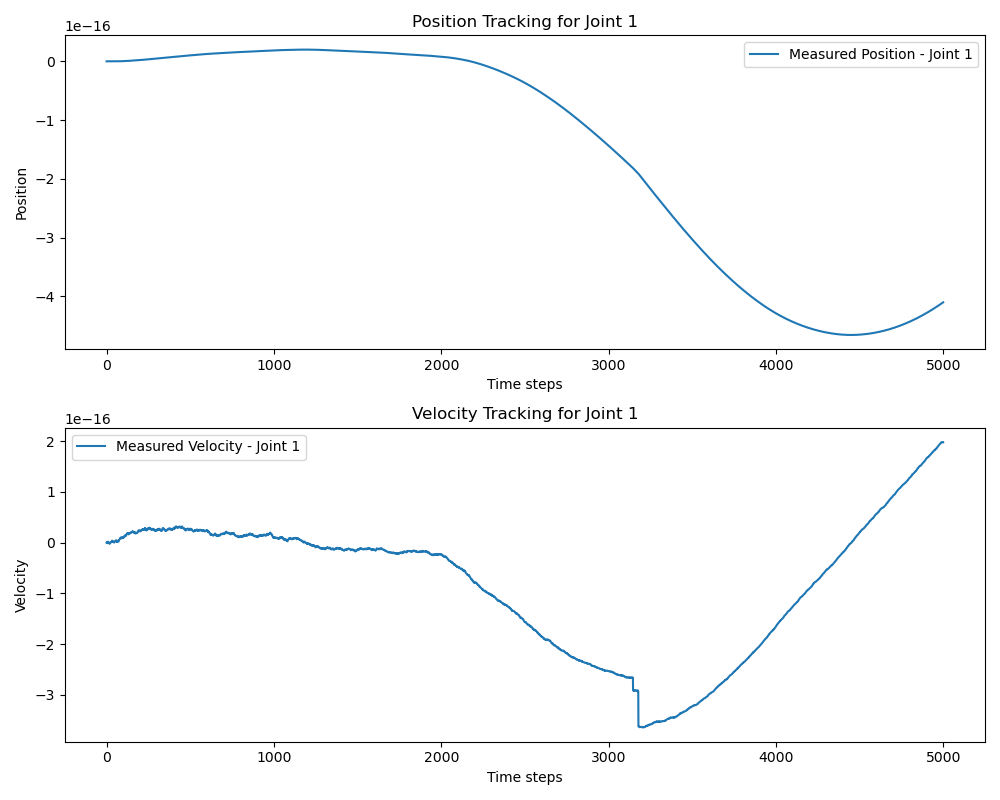 Position Tracking for Joint 1
1e−16
Measured Position - Joint 1
0
−1
−2
−3
−4
Position
0 1000 2000 3000 4000 5000
Time steps
Velocity Tracking for Joint 1
1e−16
Measured Velocity - Joint 1
2
1
0
−1
−2
−3
Velocity
0 1000 2000 3000 4000 5000
Time steps